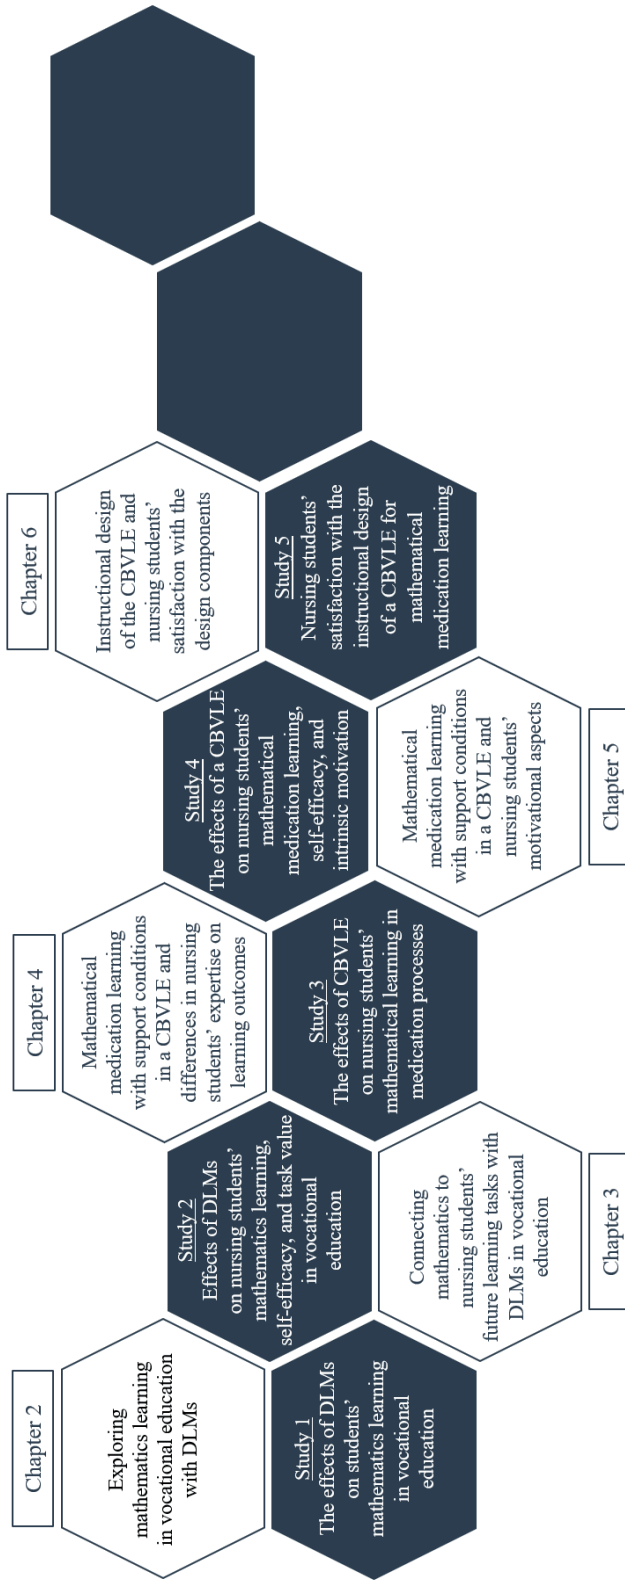 Chapter 2
Exploring
mathematics learning
in vocational education
with DLMs
Study 1
The effects of DLMs
on students’
mathematics learning
in vocational
education
Study 2
Effects of DLMs
on nursing students’
mathematics learning,
self-efficacy, and task value
in vocational
education
Connecting
mathematics to
nursing students’
future learning tasks with
DLMs in vocational
education
Chapter 3
Chapter 4
Mathematical
medication learning
with support conditions
in a CBVLE and
differences in nursing
students’ expertise on
learning outcomes
Study 3
The effects of CBVLE
on nursing students’
mathematical learning in
medication processes
Study 4
The effects of a CBVLE
on nursing students’
mathematical
medication learning,
self-efficacy, and
intrinsic motivation
Mathematical
medication learning
with support conditions
in a CBVLE and
nursing students’
motivational aspects
Chapter 5
Chapter 6
Instructional design
of the CBVLE and
nursing students’
satisfaction with the
design components
Study 5
Nursing students’
satisfaction with the
instructional design
of a CBVLE for
mathematical
medication learning